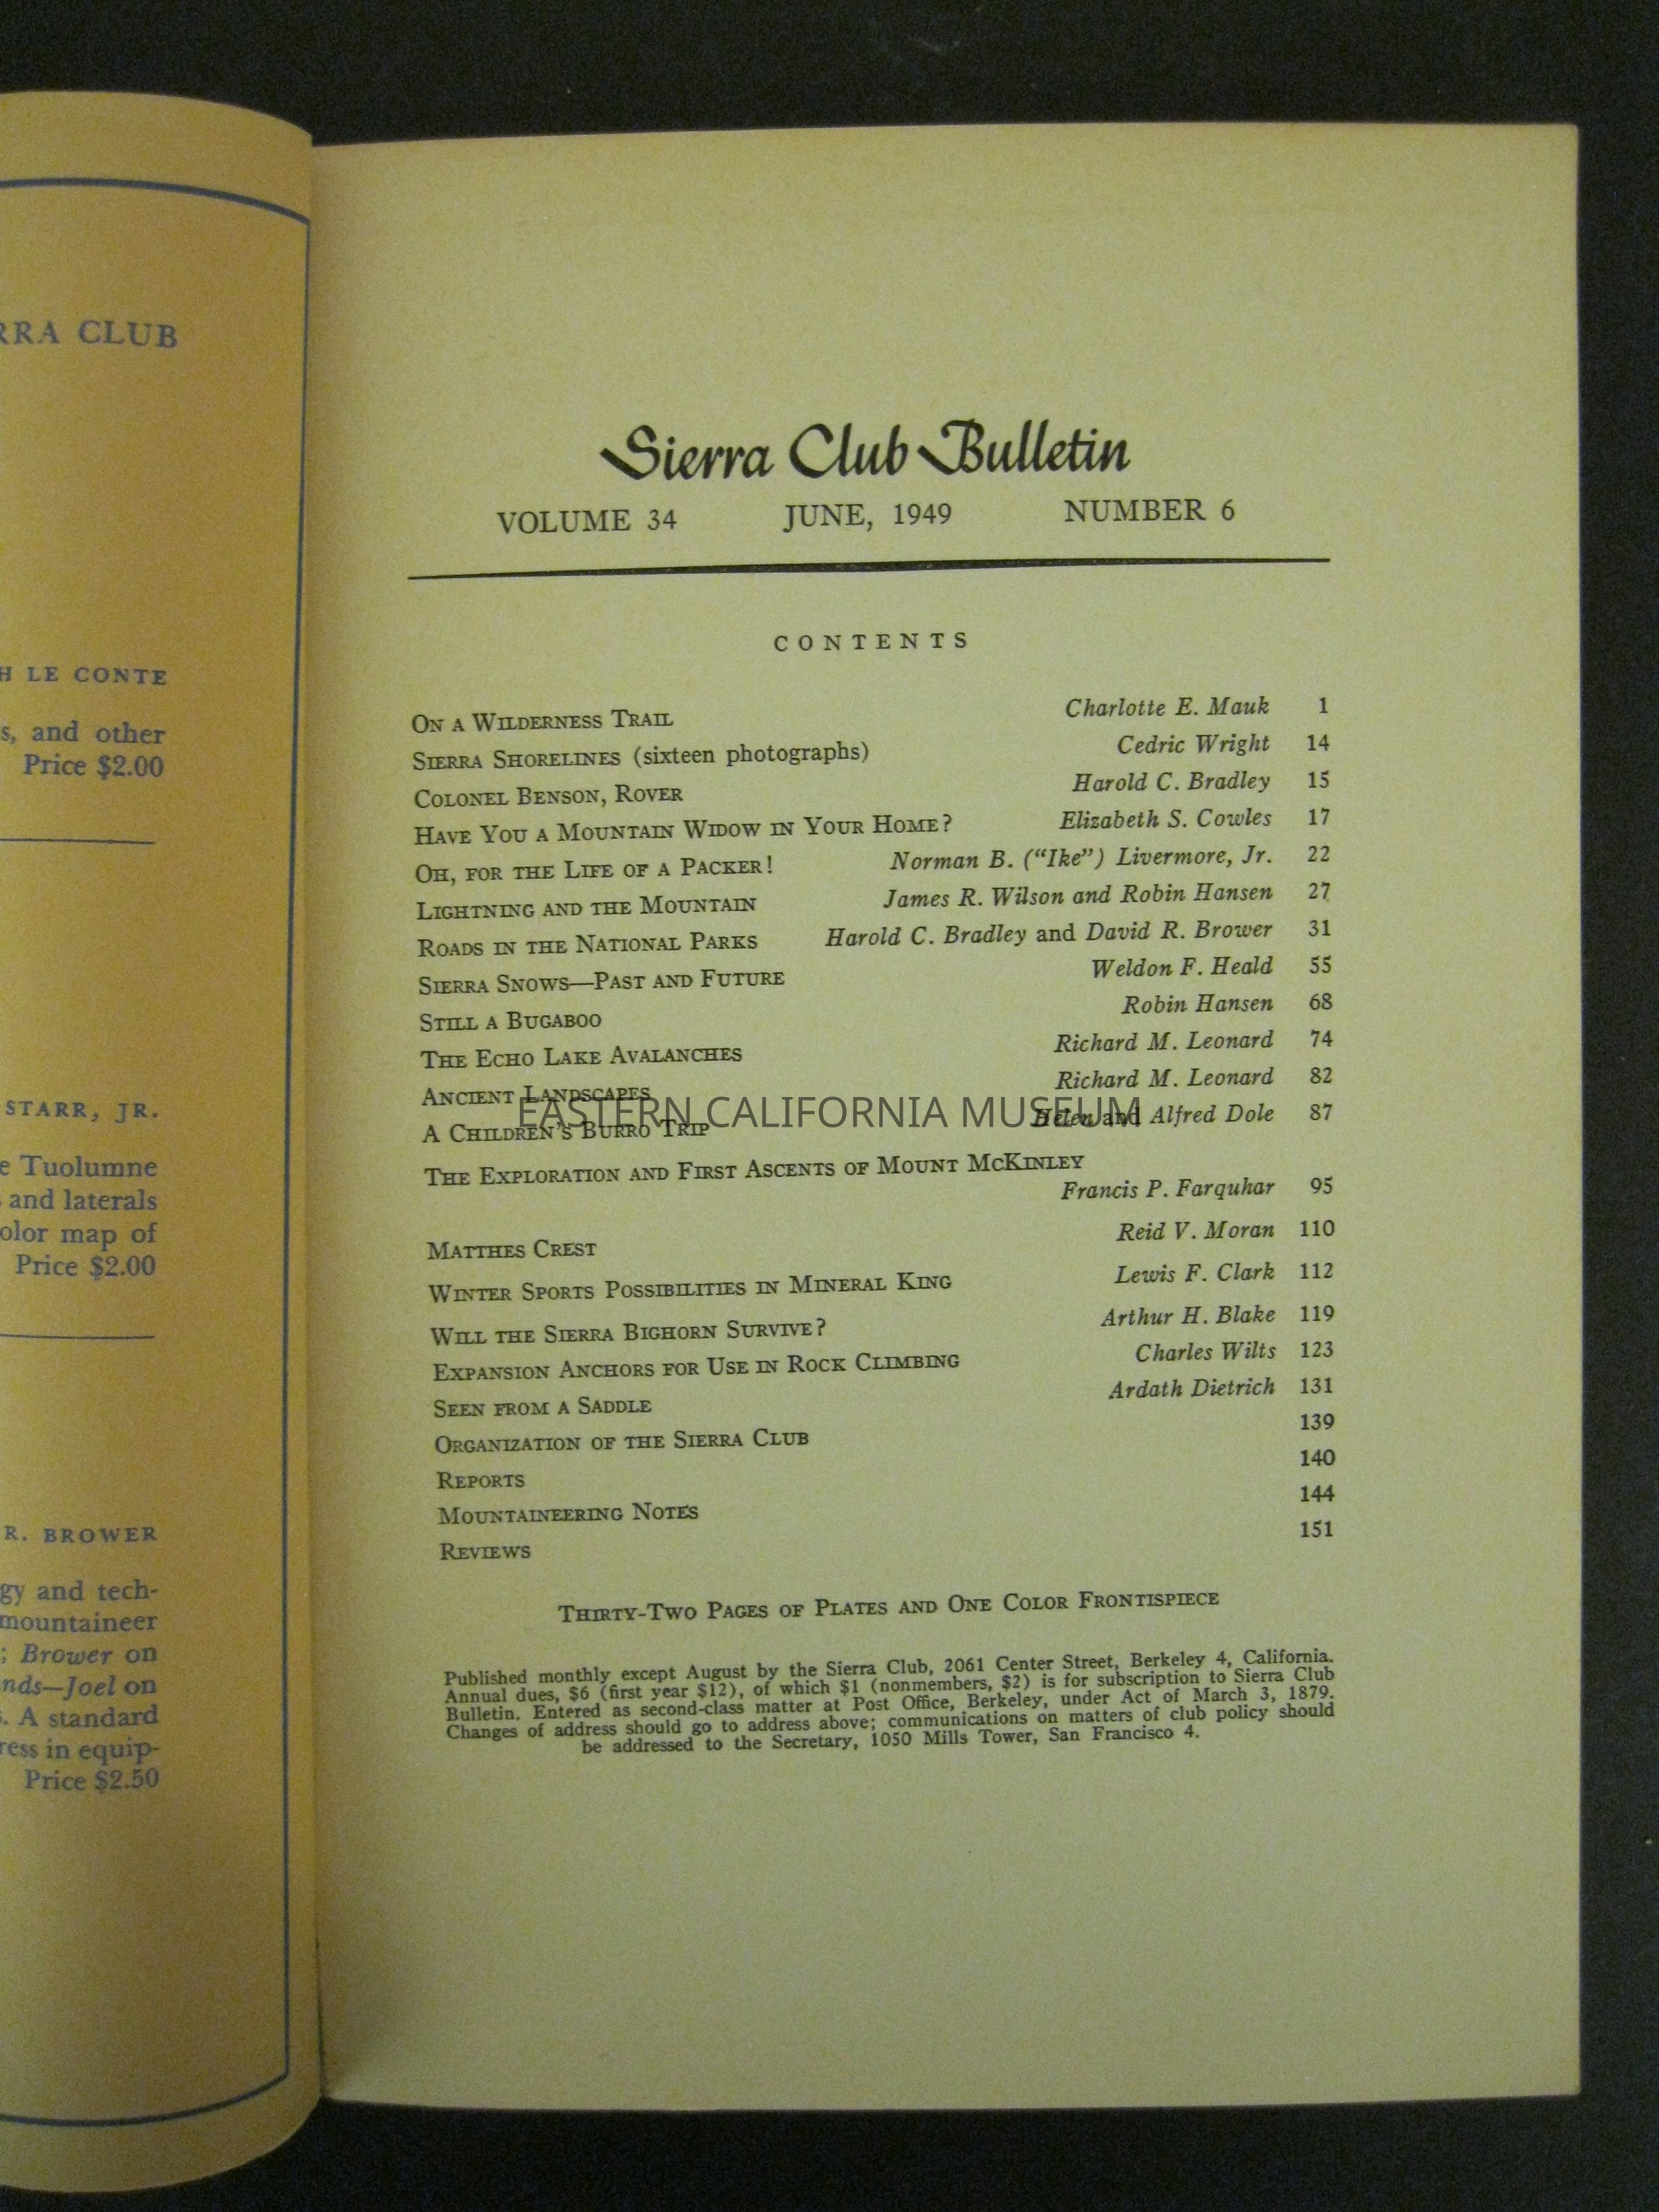 RRA CLUB
H LE CONTE
s, and other
Price $2.00
STARR, JR.
e Tuolumne
and laterals
olor map of
Price $2.00
R. BROWER
gy and tech-
mountaineer
; Brower on
nds—Joel on
s. A standard
ress in equip-
Price $2.50
Sierra Club Bulletin
VOLUME 34 JUNE, 1949 NUMBER 6
CONTENTS
On a Wilderness Trail Charlotte E. Mauk 1
Sierra Shorelines (sixteen photographs) Cedric Wright 14
Colonel Benson, Rover Harold C. Bradley 15
Have You a Mountain Widow in Your Home? Elizabeth S. Cowles 17
Oh, for the Life of a Packer! Norman B. (“Ike”) Livermore, Jr. 22
Lightning and the Mountain James R. Wilson and Robin Hansen 27
Roads in the National Parks Harold C. Bradley and David R. Brower 31
Sierra Snows—Past and Future Weldon F. Heald 55
Still a Bugaboo Robin Hansen 68
The Echo Lake Avalanches Richard M. Leonard 74
Ancient Landscapes Richard M. Leonard 82
EASTERN CALIFORNIA MUSEUM
A Children’s Burro Trip Helen and Alfred Dole 87
The Exploration and First Ascents of Mount McKinley
Francis P. Farquhar 95
Matthes Crest Reid V. Moran 110
Winter Sports Possibilities in Mineral King Lewis F. Clark 112
Will the Sierra Bighorn Survive? Arthur H. Blake 119
Expansion Anchors for Use in Rock Climbing Charles Wilts 123
Seen from a Saddle Ardath Dietrich 131
Organization of the Sierra Club 139
Reports 140
Mountaineering Notes 144
Reviews 151
Thirty-Two Pages of Plates and One Color Frontispiece
Published monthly except August by the Sierra Club, 2061 Center Street, Berkeley 4, California.
Annual dues, $6 (first year $12), of which $1 (nonmembers, $2) is for subscription to Sierra Club
Bulletin. Entered as second-class matter at Post Office, Berkeley, under Act of March 3, 1879.
Changes of address should go to address above; communications on matters of club policy should
be addressed to the Secretary, 1050 Mills Tower, San Francisco 4.